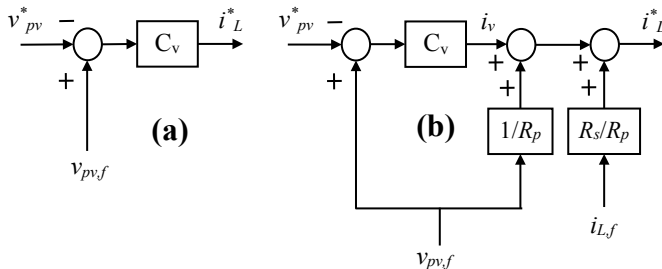 v*pv
−
+
Cv
i*L
(a)
vpv,f
v*pv
−
+
Cv
iv
+
+
+
+
i*L
(b)
1/Rp
Rs/Rp
iL,f
vpv,f